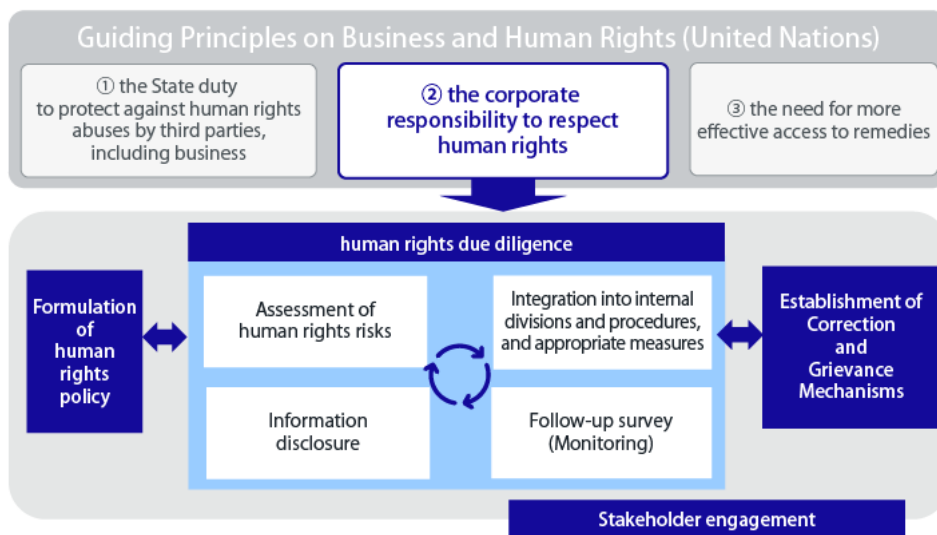 Guiding Principles on Business and Human Rights (United Nations)
① the State duty
to protect against human rights
abuses by third parties,
including business
② the corporate
responsibility to respect
human rights
③ the need for more
effective access to remedies
human rights due diligence
Formulation
of
human
rights
policy
Assessment of
human rights risks
Integration into internal
divisions and procedures,
and appropriate measures
Information
disclosure
Follow-up survey
(Monitoring)
Establishment of
Correction
and
Grievance
Mechanisms
Stakeholder engagement